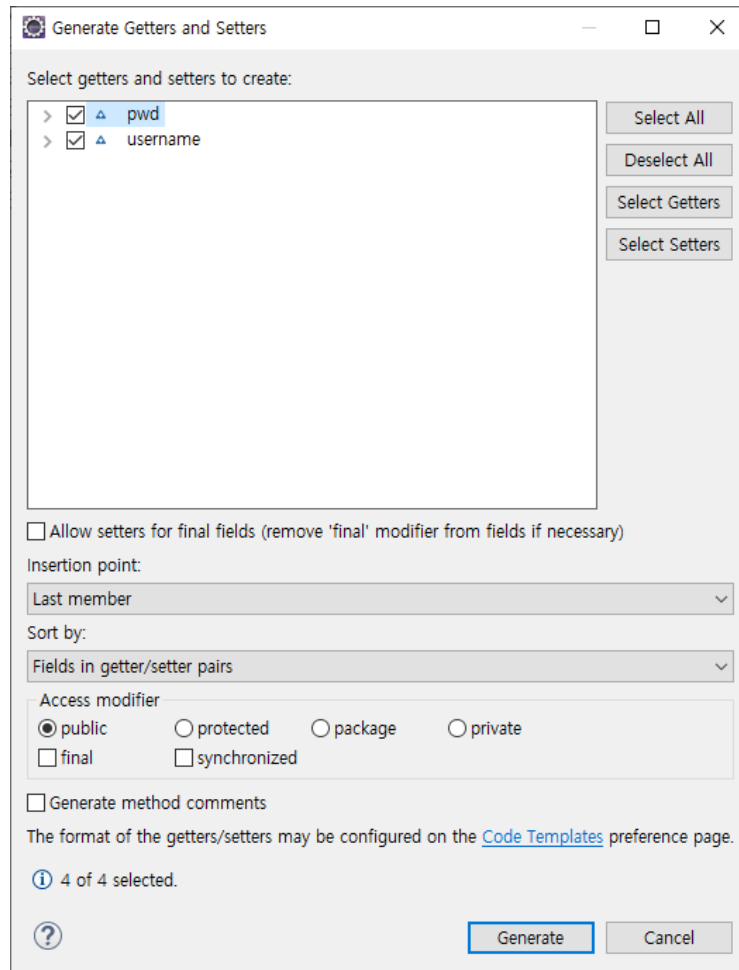 Generate Getters and Setters
Select getters and setters to create:
pwd
username
Select All
Deselect All
Select Getters
Select Setters
Allow setters for final fields (remove 'final' modifier from fields if necessary)
Insertion point:
Last member
Sort by:
Fields in getter/setter pairs
Access modifier
public protected package private
final synchronized
Generate method comments
The format of the getters/setters may be configured on the Code Templates preference page.
4 of 4 selected.
Generate Cancel